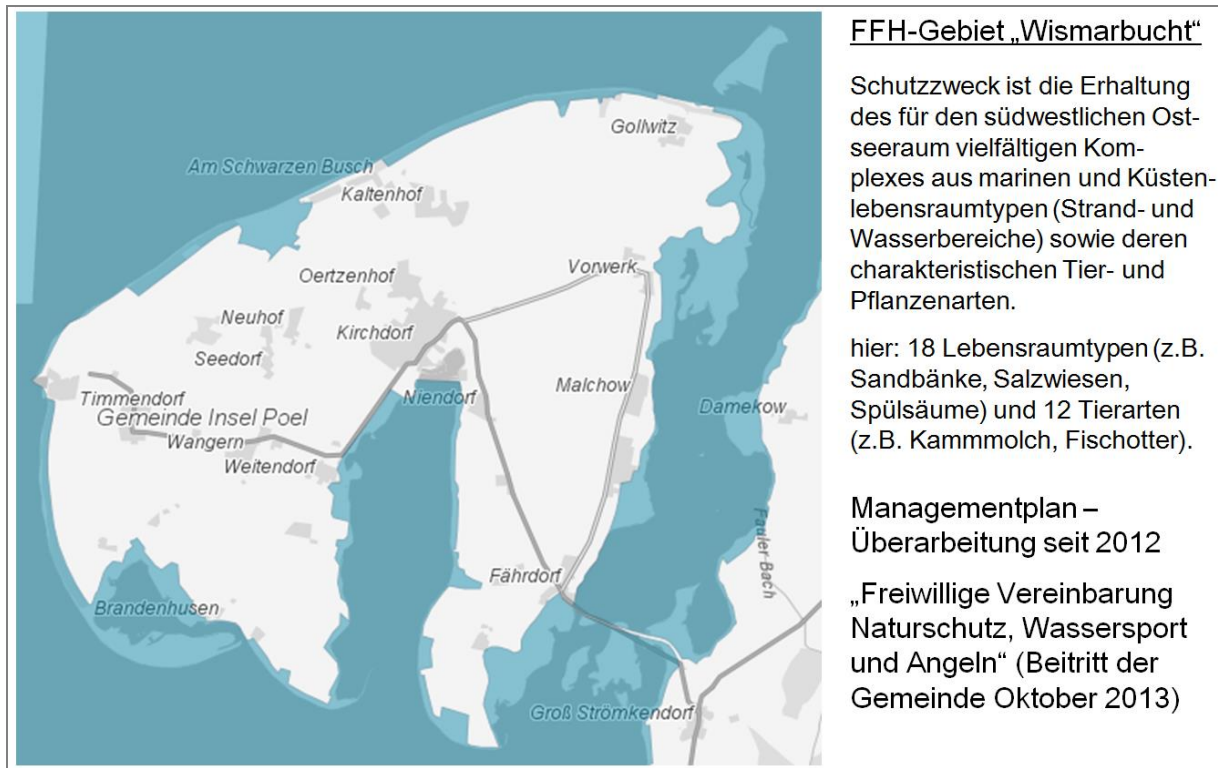 Gollwitz
Am Schwarzen Busch
Kaltenhof
Vorwerk
Oertzenhof
Neuhof
Kirchdorf
Seedorf
Malchow
Timmendorf
Niendorf
Damekow
Gemeinde Insel Poel
Wangern
Weitendorf
Fauler Bach
Fährdorf
Brandenhusen
Groß Strömkendorf
FFH-Gebiet „Wismarbucht“
Schutzzweck ist die Erhaltung
des für den südwestlichen Ost-
seeraum vielfältigen Kom-
plexes aus marinen und Küsten-
lebensraumtypen (Strand- und
Wasserbereiche) sowie deren
charakteristischen Tier- und
Pflanzenarten.
hier: 18 Lebensraumtypen (z.B.
Sandbänke, Salzwiesen,
Spülsäume) und 12 Tierarten
(z.B. Kammmolch, Fischotter).
Managementplan –
Überarbeitung seit 2012
„Freiwillige Vereinbarung
Naturschutz, Wassersport
und Angeln“ (Beitritt der
Gemeinde Oktober 2013)